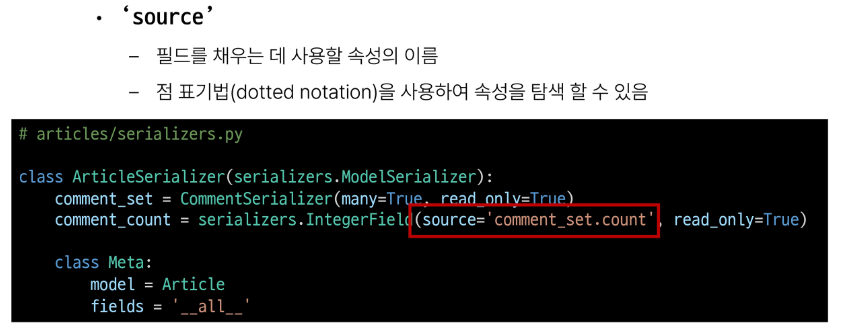 • ‘source’
– 필드를 채우는 데 사용할 속성의 이름
– 점 표기법(dotted notation)을 사용하여 속성을 탐색 할 수 있음
# articles/serializers.py
class ArticleSerializer(serializers.ModelSerializer):
    comment_set = CommentSerializer(many=True, read_only=True)
    comment_count = serializers.IntegerField(source='comment_set.count', read_only=True)
    class Meta:
        model = Article
        fields = '__all__'